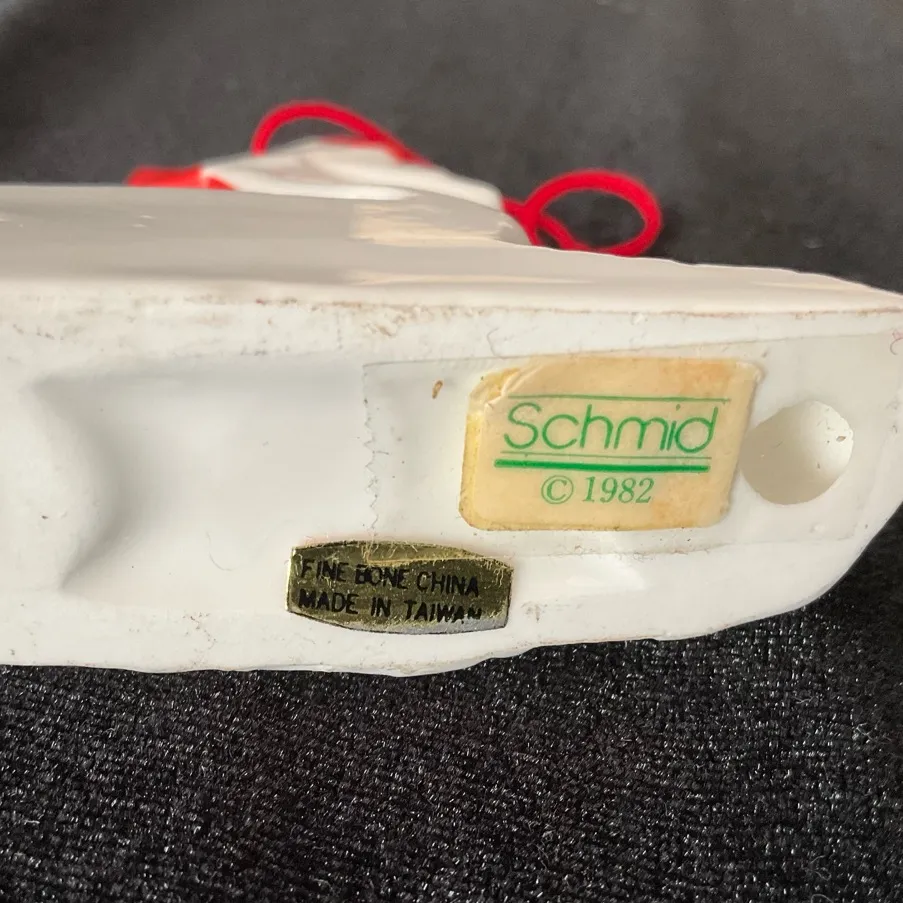 Schmid
© 1982
FINE BONE CHINA
MADE IN TAIWAN